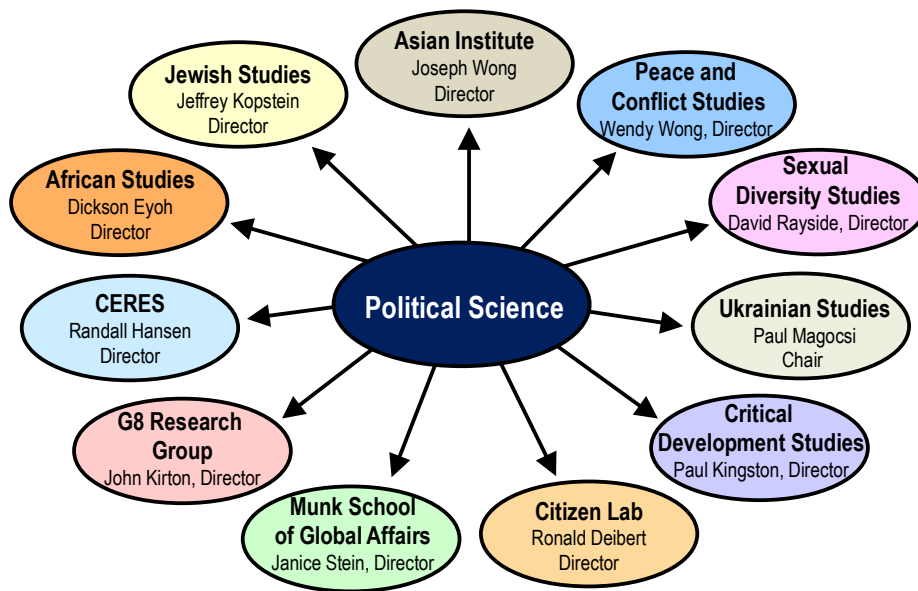 Asian Institute
Joseph Wong
Director
Peace and
Conflict Studies
Wendy Wong, Director
Sexual
Diversity Studies
David Rayside, Director
Ukrainian Studies
Paul Magocsi
Chair
Critical
Development Studies
Paul Kingston, Director
Citizen Lab
Ronald Deibert
Director
Munk School
of Global Affairs
Janice Stein, Director
G8 Research
Group
John Kirton, Director
CERES
Randall Hansen
Director
African Studies
Dickson Eyoh
Director
Jewish Studies
Jeffrey Kopstein
Director
Political Science